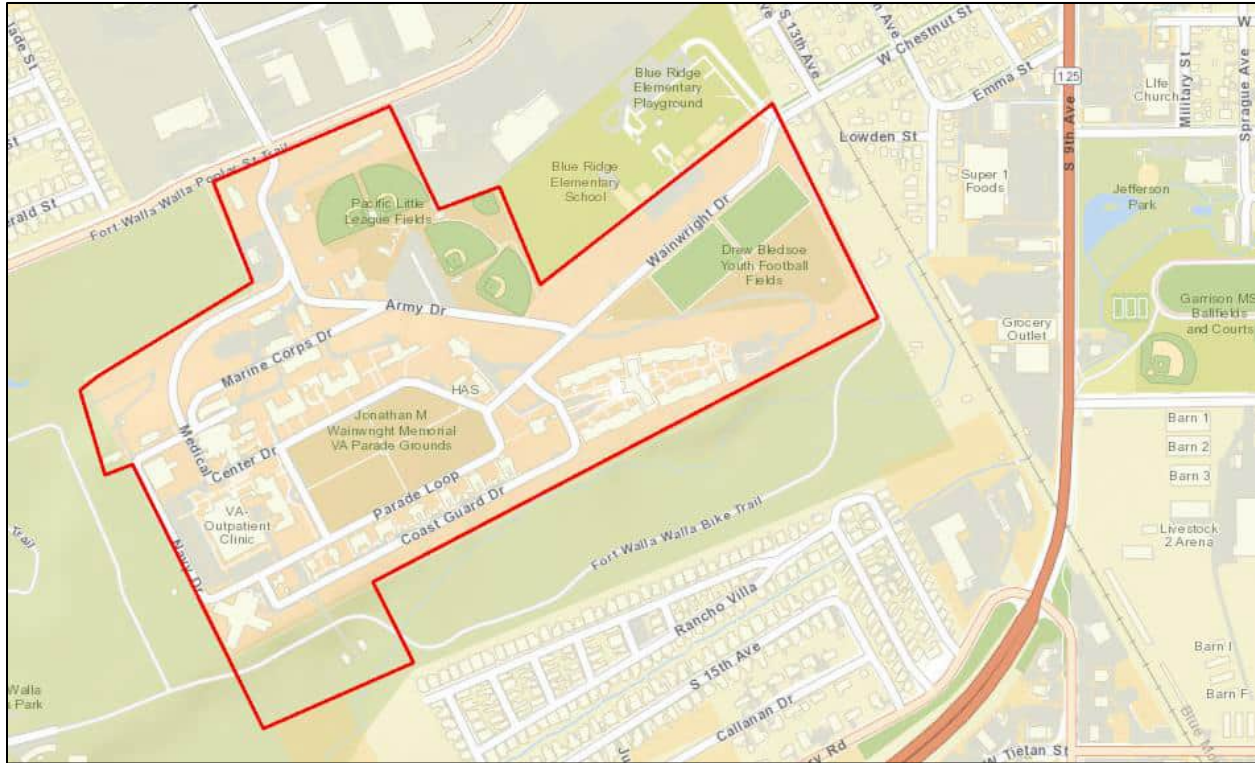 S 13th Ave
W Chestnut St
Emma St
125
S 9th Ave
Life
Church
Military St
Sprague Ave
W
Blue Ridge
Elementary
Playground
Lowden St
Super 1
Foods
Jefferson
Park
Fort Walla Walla Poplar St Trail
Pacific Little
League Fields
Blue Ridge
Elementary
School
Wainwright Dr
Drew Bledsoe
Youth Football
Fields
Garrison MS
Ballfields
and Courts
Grocery
Outlet
Army Dr
Marine Corps Dr
HAS
Jonathan M
Wainwright Memorial
VA Parade Grounds
Medical
Center Dr
Parade Loop
Coast Guard Dr
VA-
Outpatient
Clinic
Navy Dr
Trail
Fort Walla Walla Bike Trail
Barn 1
Barn 2
Barn 3
Livestock
2 Arena
Rancho Villa
S 15th Ave
Callanan Dr
Barn I
Barn F
Walla
Park
W Tietan St
Rd